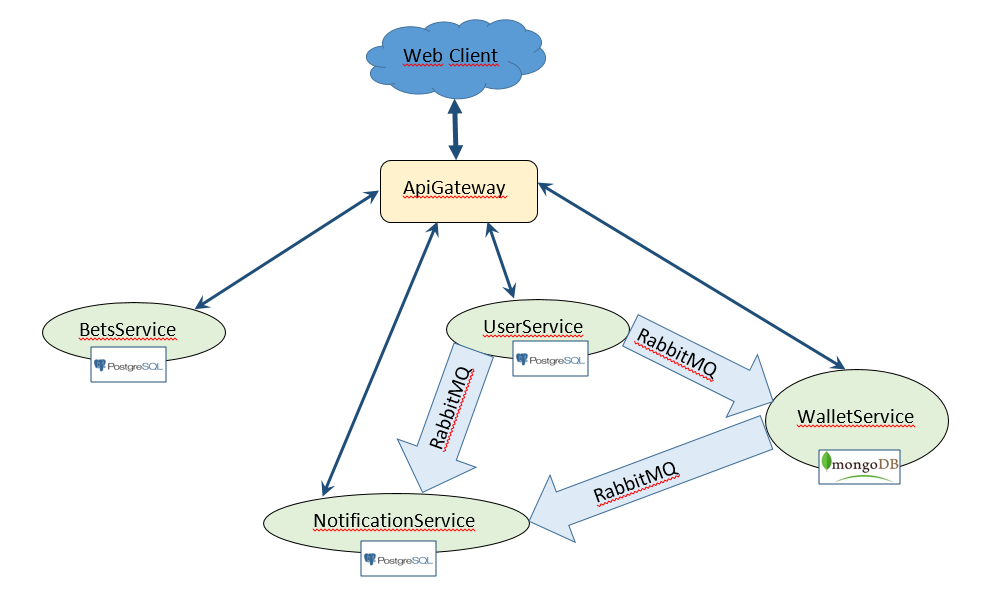 Web Client
ApiGateway
BetsService
PostgreSQL
UserService
PostgreSQL
RabbitMQ
RabbitMQ
WalletService
mongoDB
RabbitMQ
NotificationService
PostgreSQL